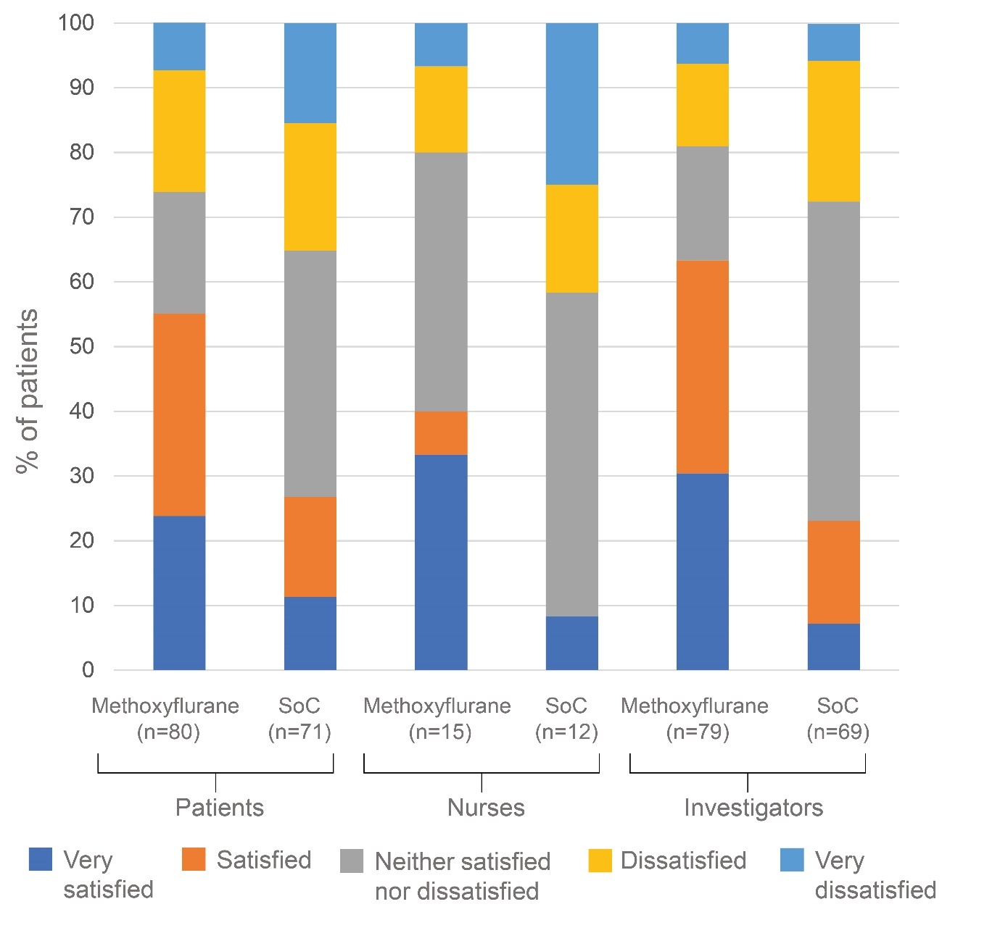 100
90
80
70
60
50
40
30
20
10
0
% of patients
Methoxyflurane
(n=80)
SoC
(n=71)
Methoxyflurane
(n=15)
SoC
(n=12)
Methoxyflurane
(n=79)
SoC
(n=69)
Patients
Nurses
Investigators
Very
satisfied
Satisfied
Neither satisfied
nor dissatisfied
Dissatisfied
Very
dissatisfied